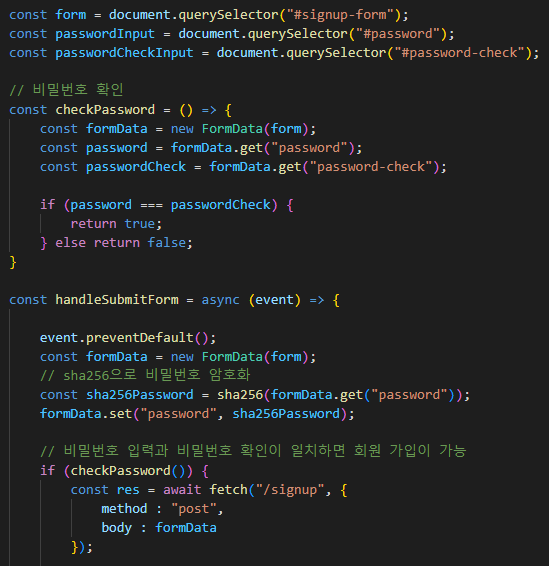 const form = document.querySelector("#signup-form");
const passwordInput = document.querySelector("#password");
const passwordCheckInput = document.querySelector("#password-check");
// 비밀번호 확인
const checkPassword = () => {
const formData = new FormData(form);
const password = formData.get("password");
const passwordCheck = formData.get("password-check");
if (password === passwordCheck) {
return true;
} else return false;
}
const handleSubmitForm = async (event) => {
event.preventDefault();
const formData = new FormData(form);
// sha256으로 비밀번호 암호화
const sha256Password = sha256(formData.get("password"));
formData.set("password", sha256Password);
// 비밀번호 입력과 비밀번호 확인이 일치하면 회원 가입이 가능
if (checkPassword()) {
const res = await fetch("/signup", {
method : "post",
body : formData
});